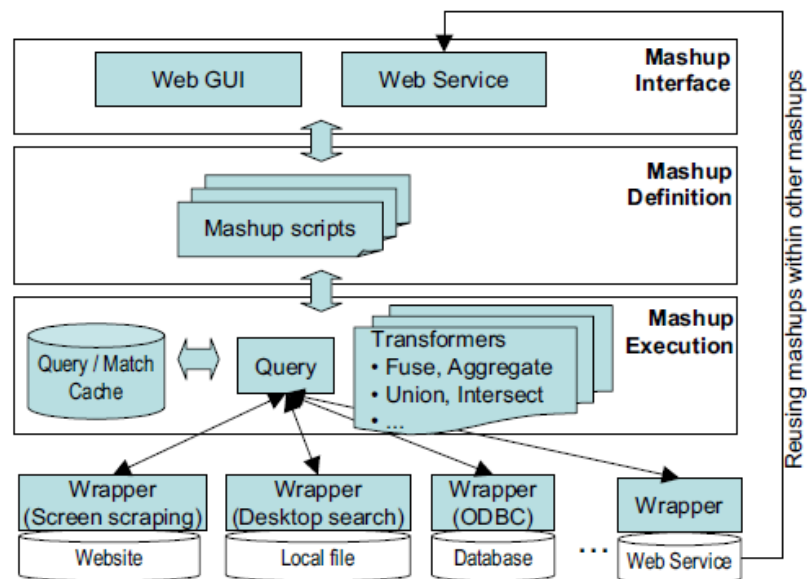 Web GUI
Web Service
Mashup
Interface
Mashup
Definition
Mashup scripts
Mashup
Execution
Query / Match
Cache
Query
Transformers
• Fuse, Aggregate
• Union, Intersect
• ...
Wrapper
(Screen scraping)
Website
Wrapper
(Desktop search)
Local file
Wrapper
(ODBC)
Database
...
Wrapper
Web Service
Reusing mashups within other mashups